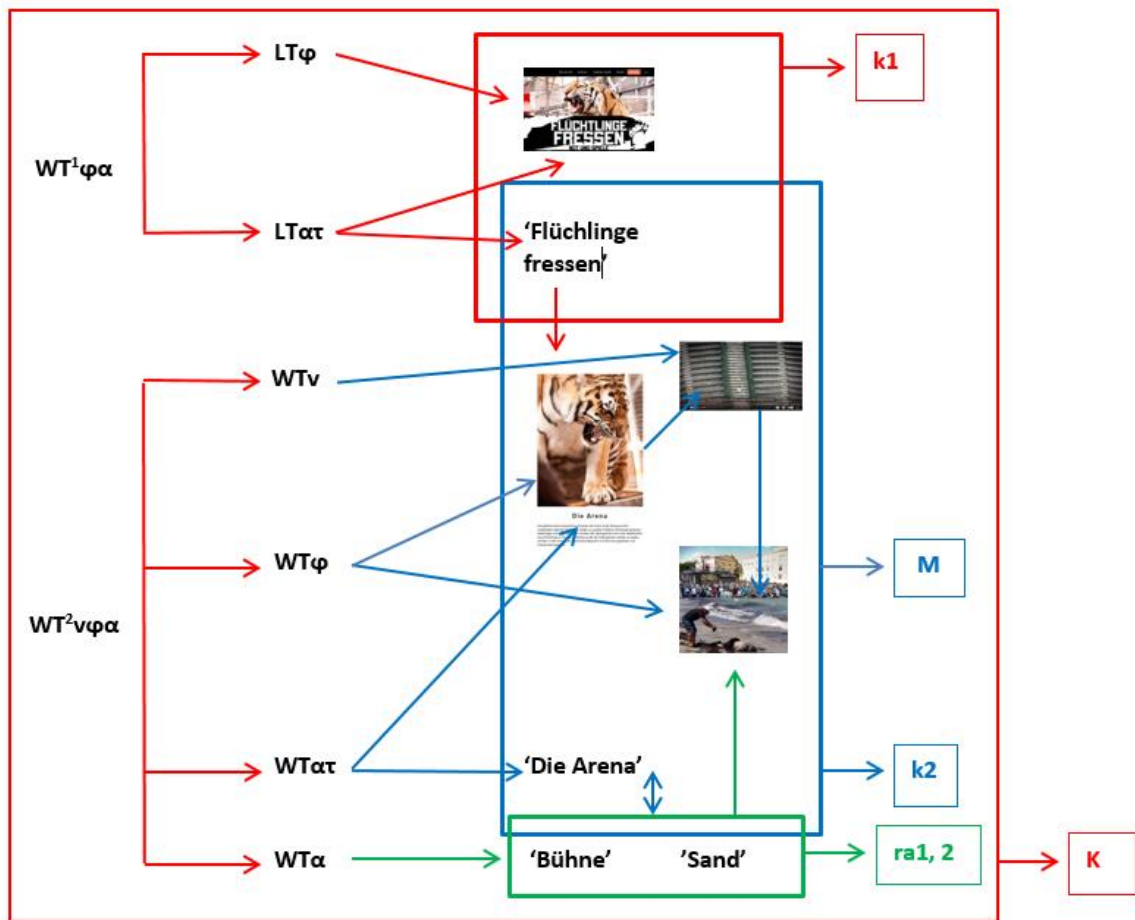 LTφ
k1
FLÜCHTLINGE
FRESSEN
WT¹φα
LTατ
‘Flüchlinge
fressen’
WTν
Die Arena
WTφ
M
WT²νφα
WTατ
‘Die Arena’
k2
WTα
‘Bühne’
’Sand’
ra1, 2
K